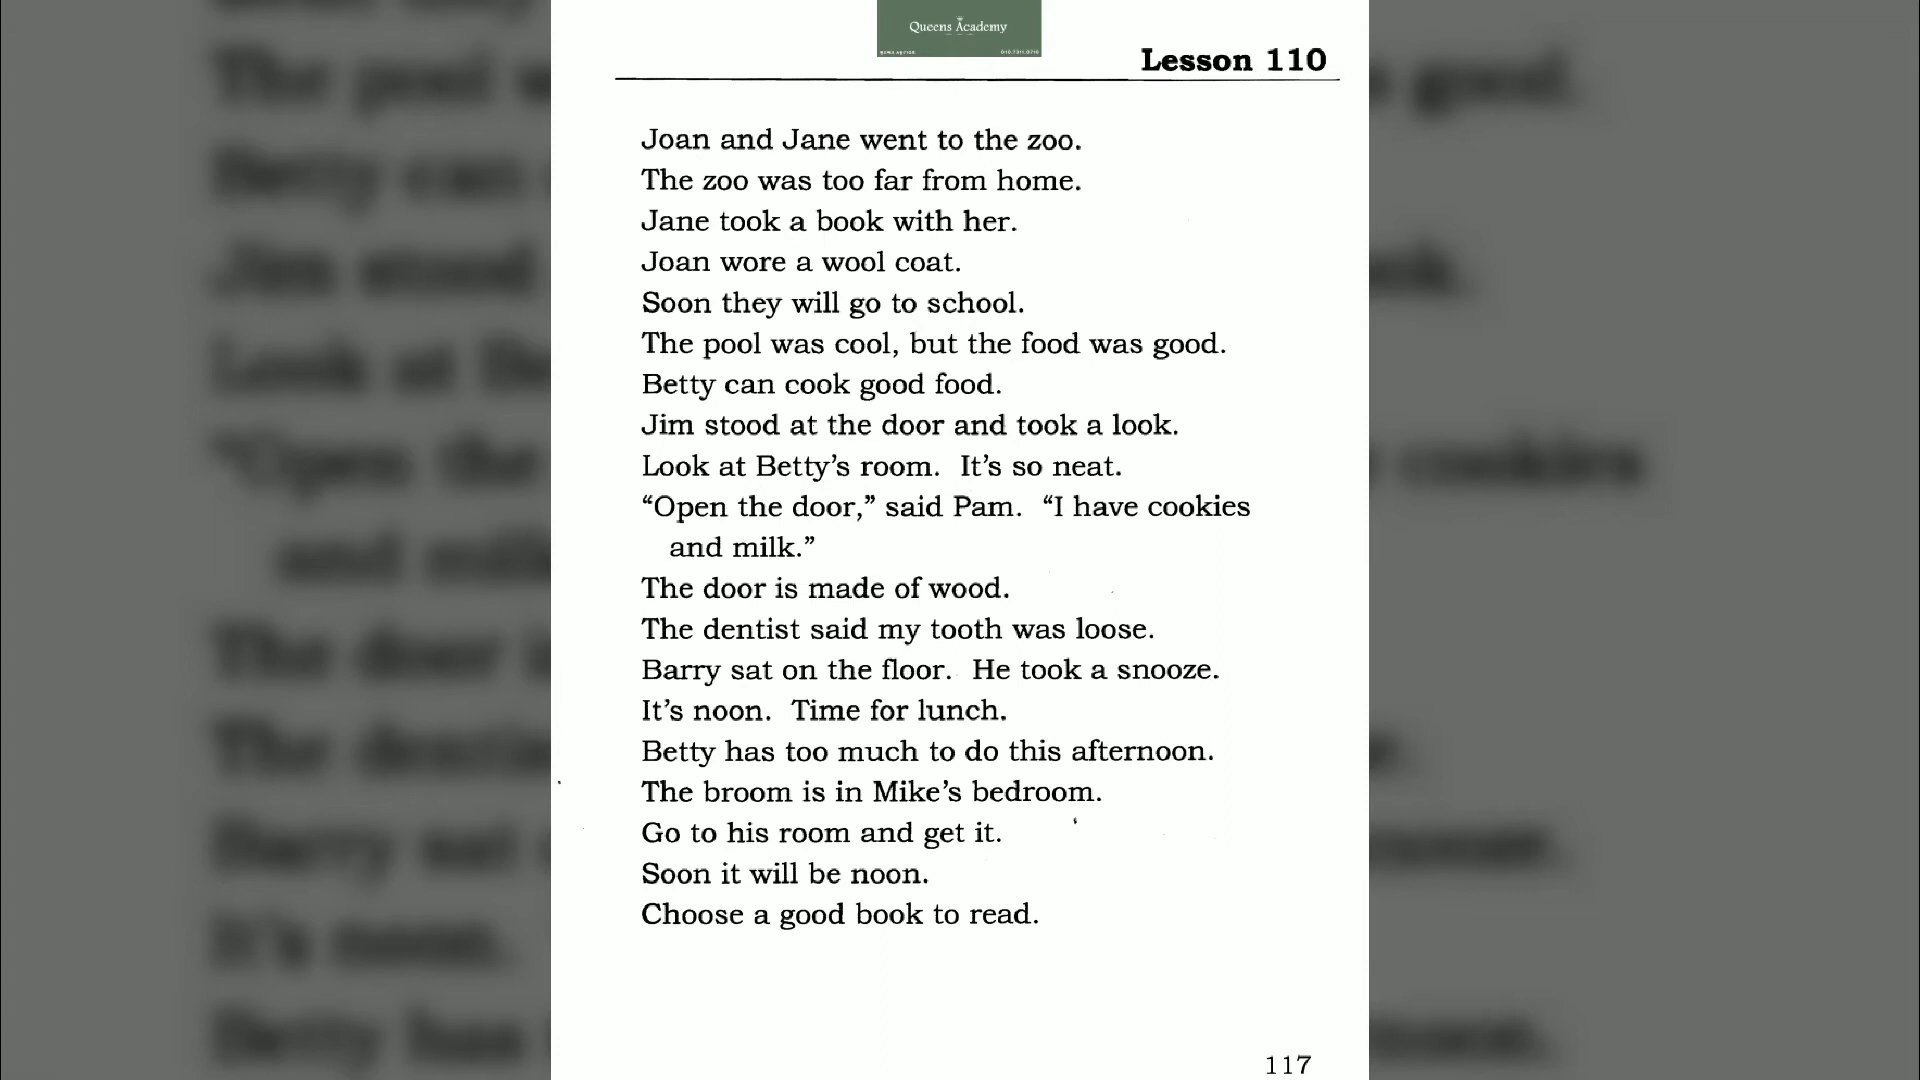 Queens Academy
Lesson 110
Joan and Jane went to the zoo.
The zoo was too far from home.
Jane took a book with her.
Joan wore a wool coat.
Soon they will go to school.
The pool was cool, but the food was good.
Betty can cook good food.
Jim stood at the door and took a look.
Look at Betty’s room.  It’s so neat.
“Open the door,” said Pam.  “I have cookies
and milk.”
The door is made of wood.
The dentist said my tooth was loose.
Barry sat on the floor.  He took a snooze.
It’s noon.  Time for lunch.
Betty has too much to do this afternoon.
The broom is in Mike’s bedroom.
Go to his room and get it.
Soon it will be noon.
Choose a good book to read.
117